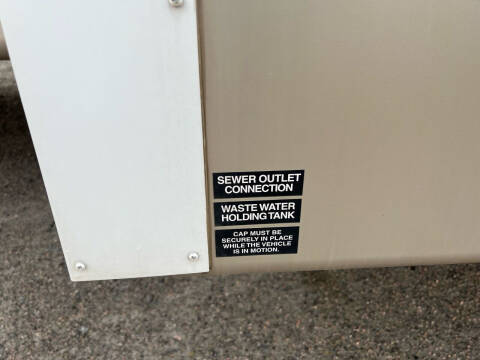 SEWER OUTLET
CONNECTION
WASTE WATER
HOLDING TANK
CAP MUST BE
SECURELY IN PLACE
WHILE THE VEHICLE
IS IN MOTION.